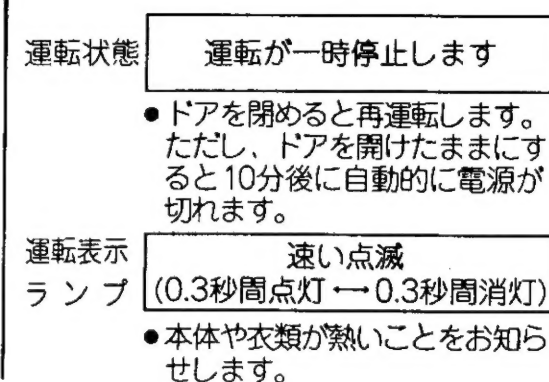 運転状態 運転が一時停止します
●ドアを閉めると再運転します。
ただし、ドアを開けたままにす
ると10分後に自動的に電源が
切れます。
運転表示 速い点滅
ランプ (0.3秒間点灯⟷0.3秒間消灯)
●本体や衣類が熱いことをお知ら
せします。